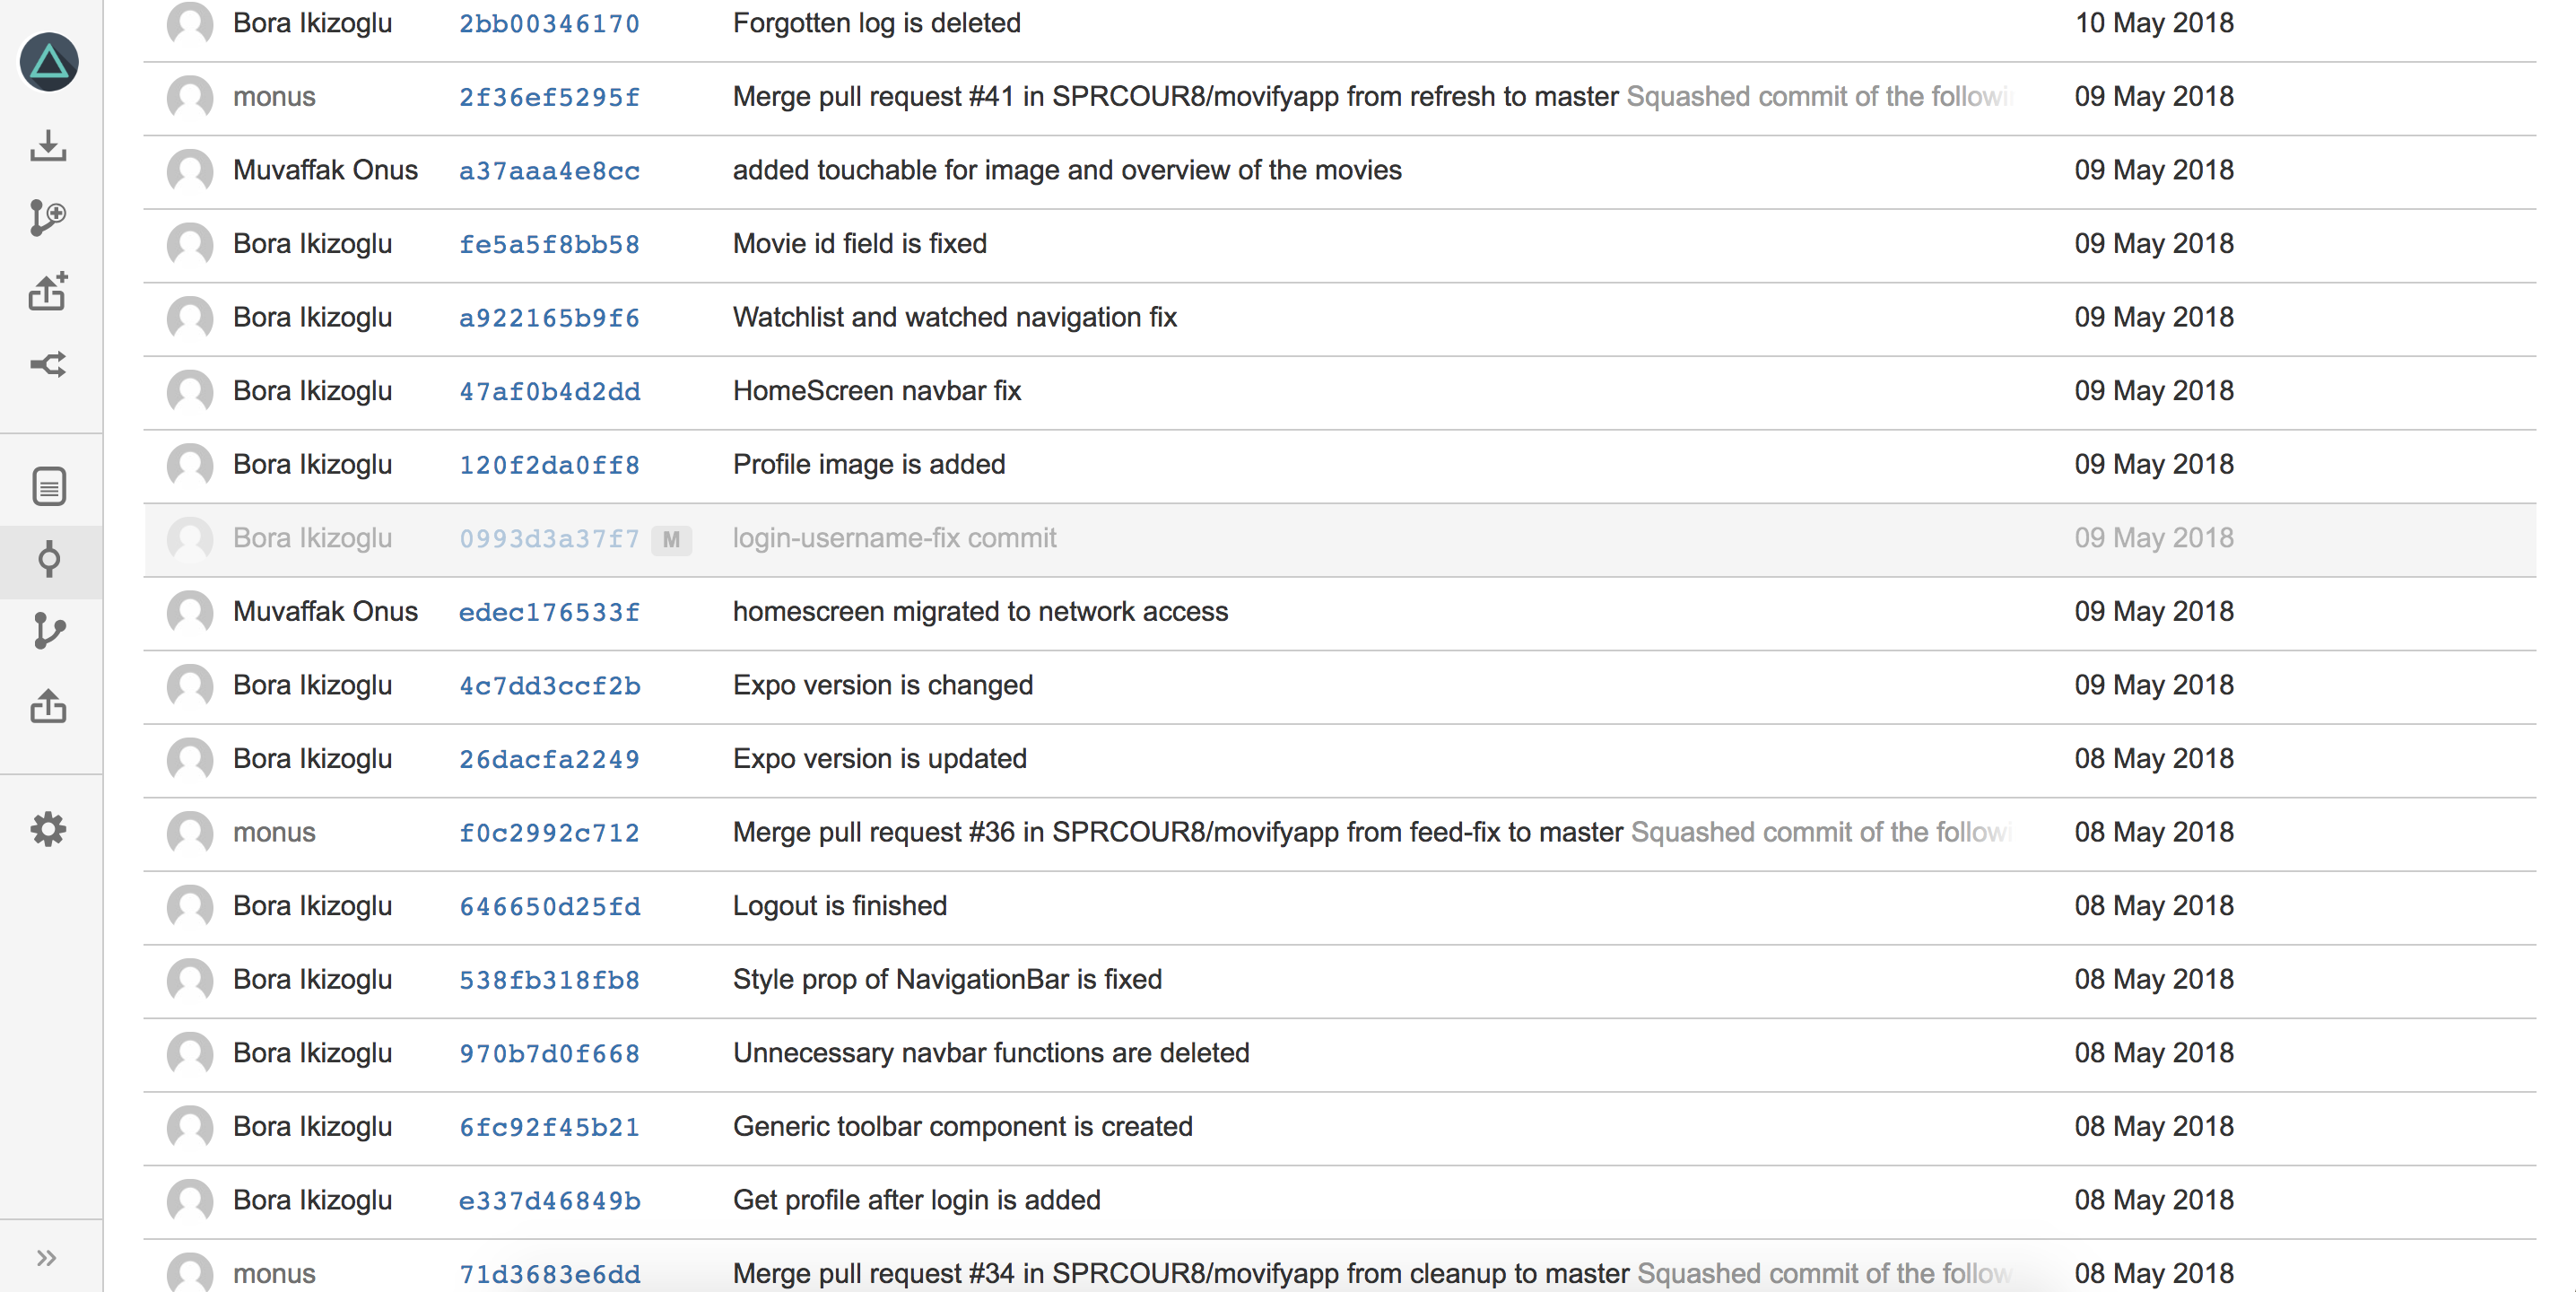 Bora Ikizoglu 2bb00346170 Forgotten log is deleted 10 May 2018
monus 2f36ef5295f Merge pull request #41 in SPRCOUR8/movifyapp from refresh to master Squashed commit of the followi 09 May 2018
Muvaffak Onus a37aaa4e8cc added touchable for image and overview of the movies 09 May 2018
Bora Ikizoglu fe5a5f8bb58 Movie id field is fixed 09 May 2018
Bora Ikizoglu a922165b9f6 Watchlist and watched navigation fix 09 May 2018
Bora Ikizoglu 47af0b4d2dd HomeScreen navbar fix 09 May 2018
Bora Ikizoglu 120f2da0ff8 Profile image is added 09 May 2018
Bora Ikizoglu 0993d3a37f7 M login-username-fix commit 09 May 2018
Muvaffak Onus edec176533f homescreen migrated to network access 09 May 2018
Bora Ikizoglu 4c7dd3ccf2b Expo version is changed 09 May 2018
Bora Ikizoglu 26dacfa2249 Expo version is updated 08 May 2018
monus f0c2992c712 Merge pull request #36 in SPRCOUR8/movifyapp from feed-fix to master Squashed commit of the followi 08 May 2018
Bora Ikizoglu 646650d25fd Logout is finished 08 May 2018
Bora Ikizoglu 538fb318fb8 Style prop of NavigationBar is fixed 08 May 2018
Bora Ikizoglu 970b7d0f668 Unnecessary navbar functions are deleted 08 May 2018
Bora Ikizoglu 6fc92f45b21 Generic toolbar component is created 08 May 2018
Bora Ikizoglu e337d46849b Get profile after login is added 08 May 2018
monus 71d3683e6dd Merge pull request #34 in SPRCOUR8/movifyapp from cleanup to master Squashed commit of the follow 08 May 2018